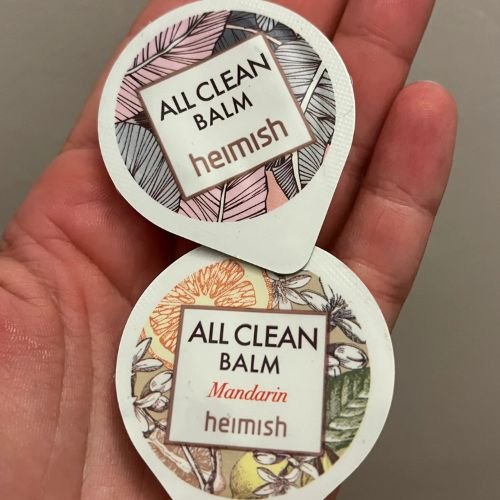 ALL CLEAN
BALM
heimish
ALL CLEAN
BALM
Mandarin
heimish